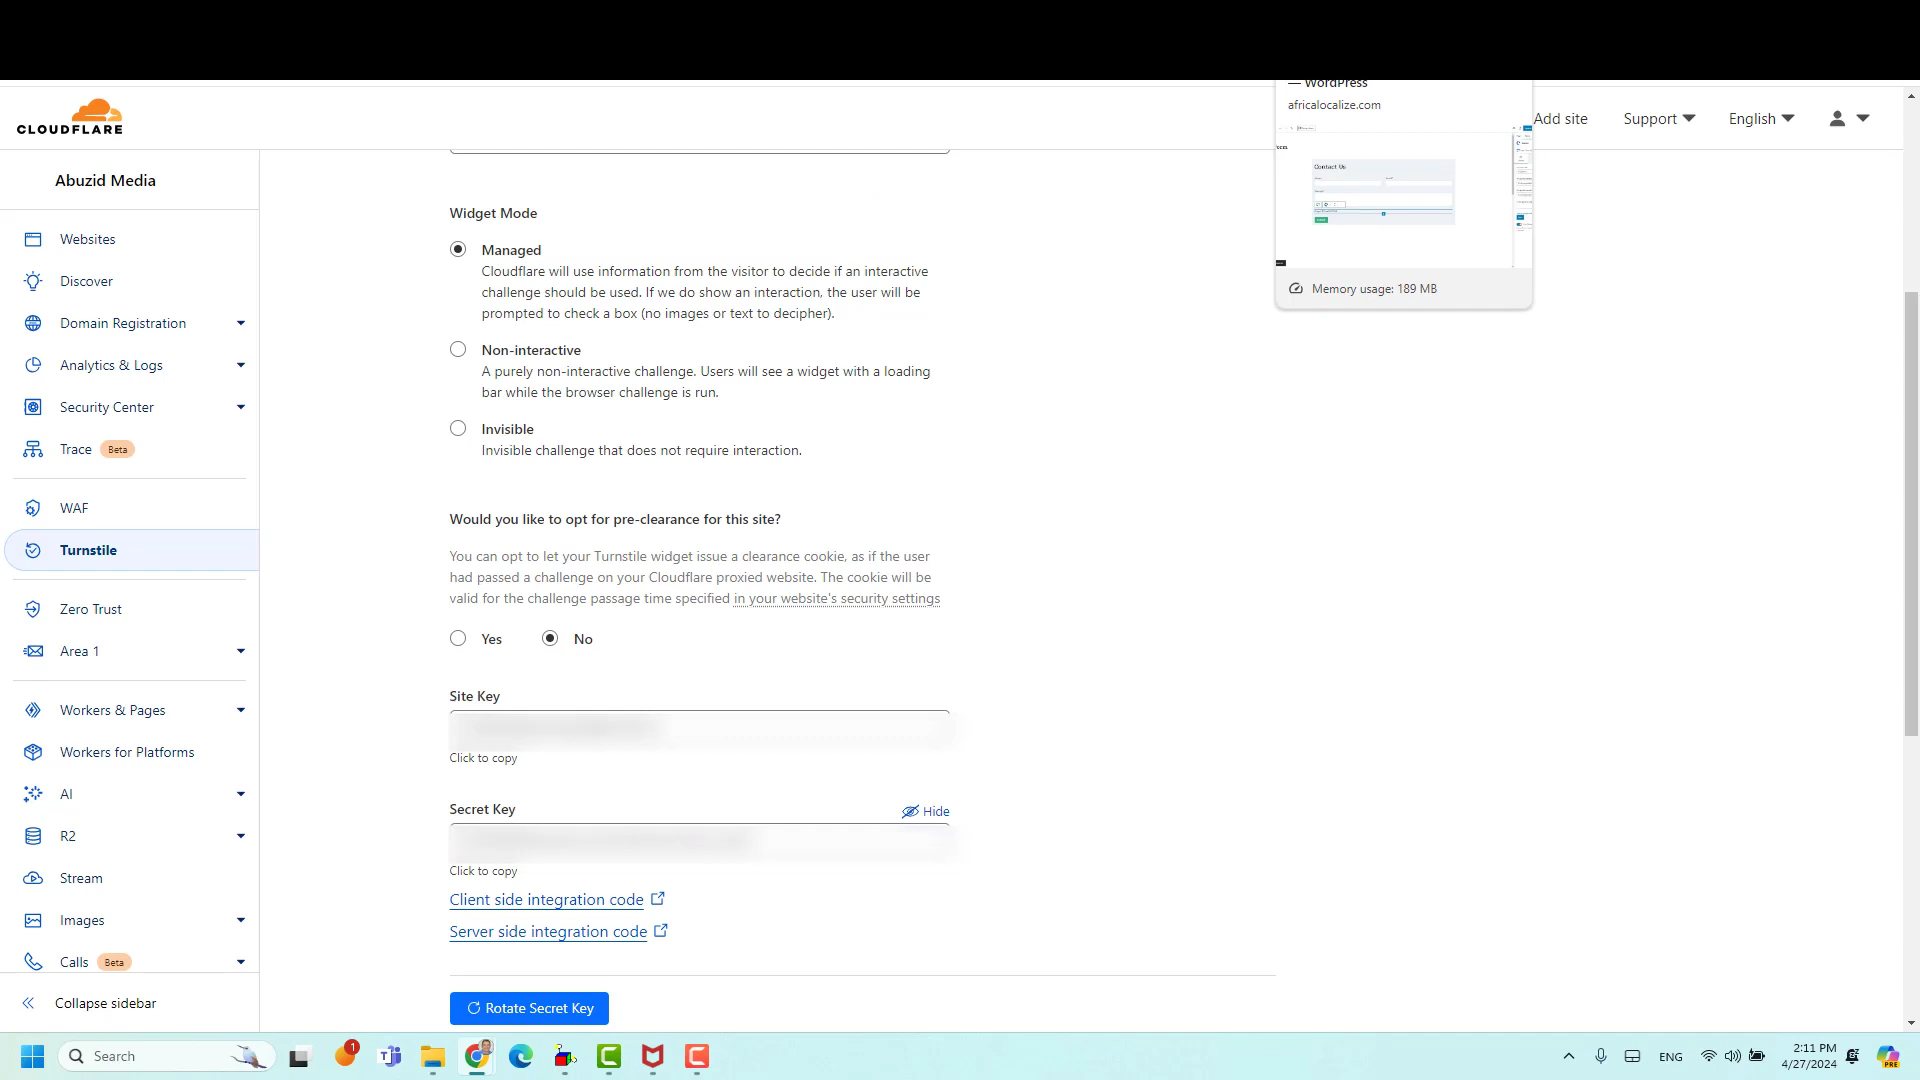 — WordPress
africalocalize.com
Contact Us
Memory usage: 189 MB
CLOUDFLARE
Add site
Support
English
Abuzid Media
Websites
Discover
Domain Registration
Analytics & Logs
Security Center
Trace Beta
WAF
Turnstile
Zero Trust
Area 1
Workers & Pages
Workers for Platforms
AI
R2
Stream
Images
Calls Beta
Collapse sidebar
Widget Mode
Managed
Cloudflare will use information from the visitor to decide if an interactive
challenge should be used. If we do show an interaction, the user will be
prompted to check a box (no images or text to decipher).
Non-interactive
A purely non-interactive challenge. Users will see a widget with a loading
bar while the browser challenge is run.
Invisible
Invisible challenge that does not require interaction.
Would you like to opt for pre-clearance for this site?
You can opt to let your Turnstile widget issue a clearance cookie, as if the user
had passed a challenge on your Cloudflare proxied website. The cookie will be
valid for the challenge passage time specified in your website's security settings
Yes No
Site Key
Click to copy
Secret Key Hide
Click to copy
Client side integration code
Server side integration code
Rotate Secret Key
Search
1
ENG
2:11 PM
4/27/2024
PRE